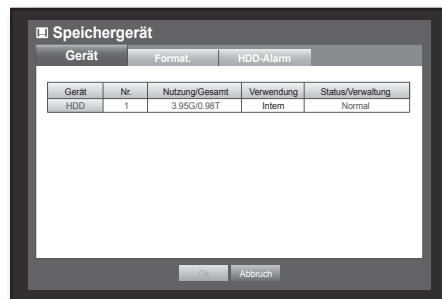 Speichergerät
Gerät Format. HDD-Alarm
Gerät Nr. Nutzung/Gesamt Verwendung Status/Verwaltung
HDD 1 3.95G/0.98T Intern Normal
Ok Abbruch